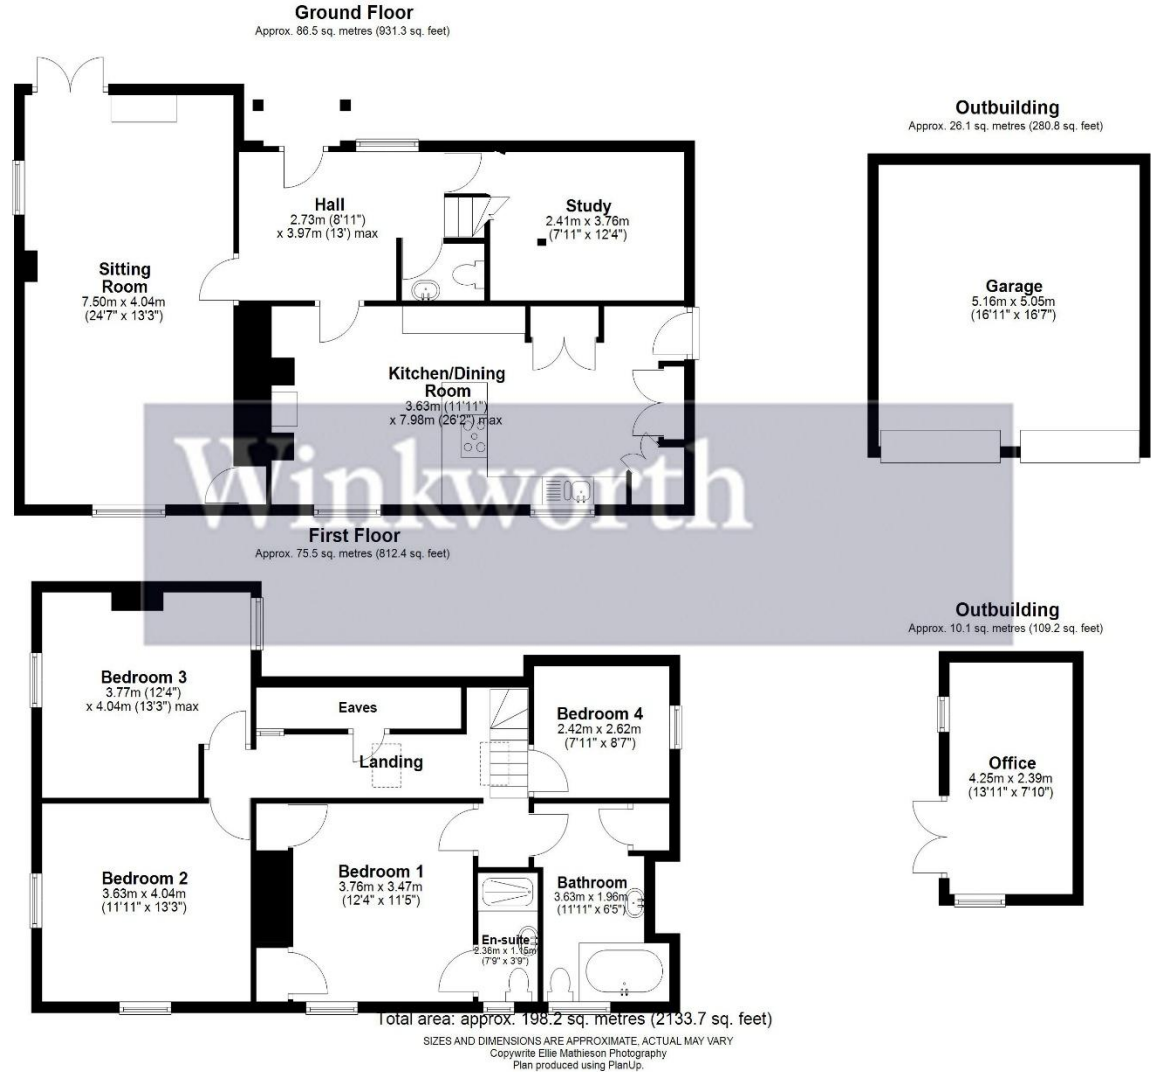 Ground Floor
Approx. 86.5 sq. metres (931.3 sq. feet)
Outbuilding
Approx. 26.1 sq. metres (280.8 sq. feet)
Hall
2.73m (8'11")
x 3.97m (13') max
Study
2.41m x 3.76m
(7'11" x 12'4")
Sitting
Room
7.50m x 4.04m
(24'7" x 13'3")
Garage
5.16m x 5.05m
(16'11" x 16'7")
Kitchen/Dining
Room
3.63m (11'11")
x 7.98m (26'2") max
Winkworth
First Floor
Approx. 75.5 sq. metres (812.4 sq. feet)
Outbuilding
Approx. 10.1 sq. metres (109.2 sq. feet)
Bedroom 3
3.77m (12'4")
x 4.04m (13'3") max
Eaves
Bedroom 4
2.42m x 2.62m
(7'11" x 8'7")
Landing
Office
4.25m x 2.39m
(13'11" x 7'10")
Bedroom 2
3.63m x 4.04m
(11'11" x 13'3")
Bedroom 1
3.76m x 3.47m
(12'4" x 11'5")
Bathroom
3.63m x 1.96m
(11'11" x 6'5")
En-suite
2.36m x 1.15m
(7'9" x 3'9")
Total area: approx. 198.2 sq. metres (2133.7 sq. feet)
SIZES AND DIMENSIONS ARE APPROXIMATE, ACTUAL MAY VARY
Copywrite Ellie Mathieson Photography
Plan produced using PlanUp.